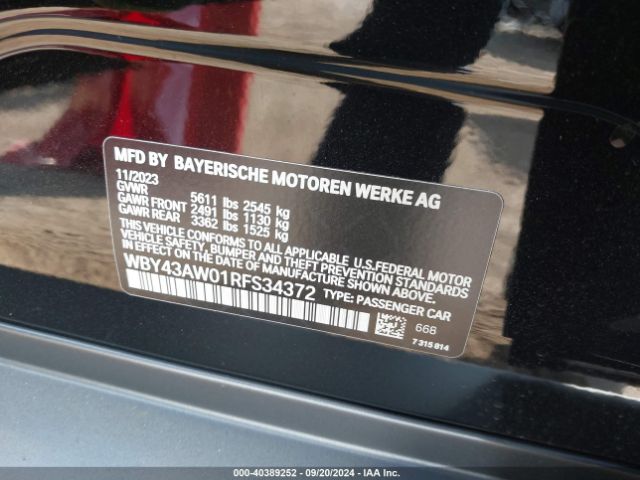 MFD BY BAYERISCHE MOTOREN WERKE AG
11/2023
GVWR 5611 lbs 2545 kg
GAWR FRONT 2491 lbs 1130 kg
GAWR REAR 3362 lbs 1525 kg
THIS VEHICLE CONFORMS TO ALL APPLICABLE U.S.FEDERAL MOTOR
VEHICLE SAFETY, BUMPER AND THEFT PREVENTION STANDARDS
IN EFFECT ON THE DATE OF MANUFACTURE SHOWN ABOVE.
WBY43AW01RFS34372 TYPE: PASSENGER CAR
668
7 315 814
000-40389252 - 09/20/2024 - IAA Inc.